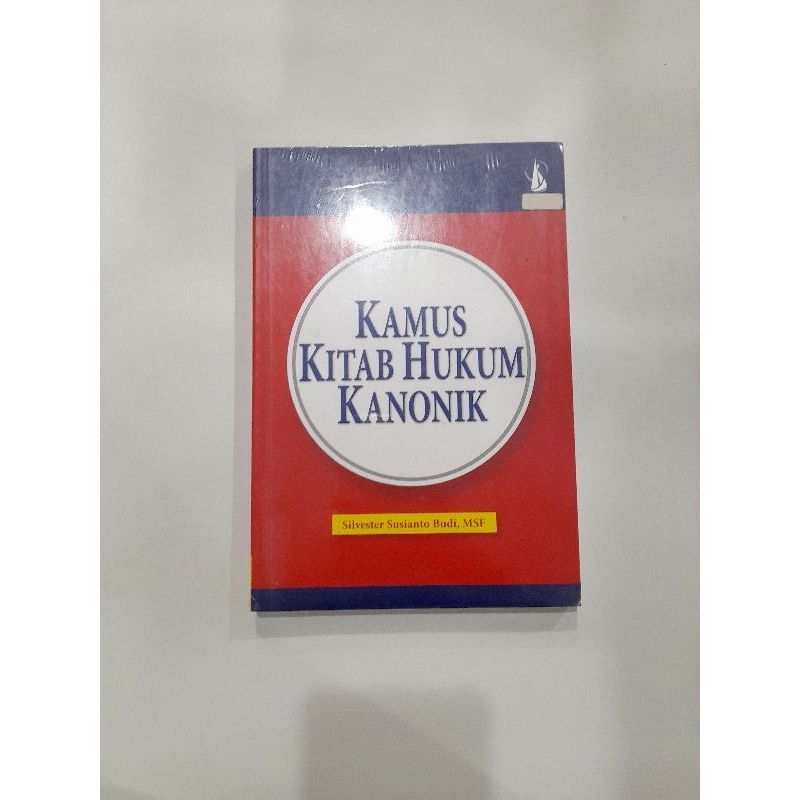 KAMUS
KITAB HUKUM
KANONIK
Silvester Susianto Budi, MSF